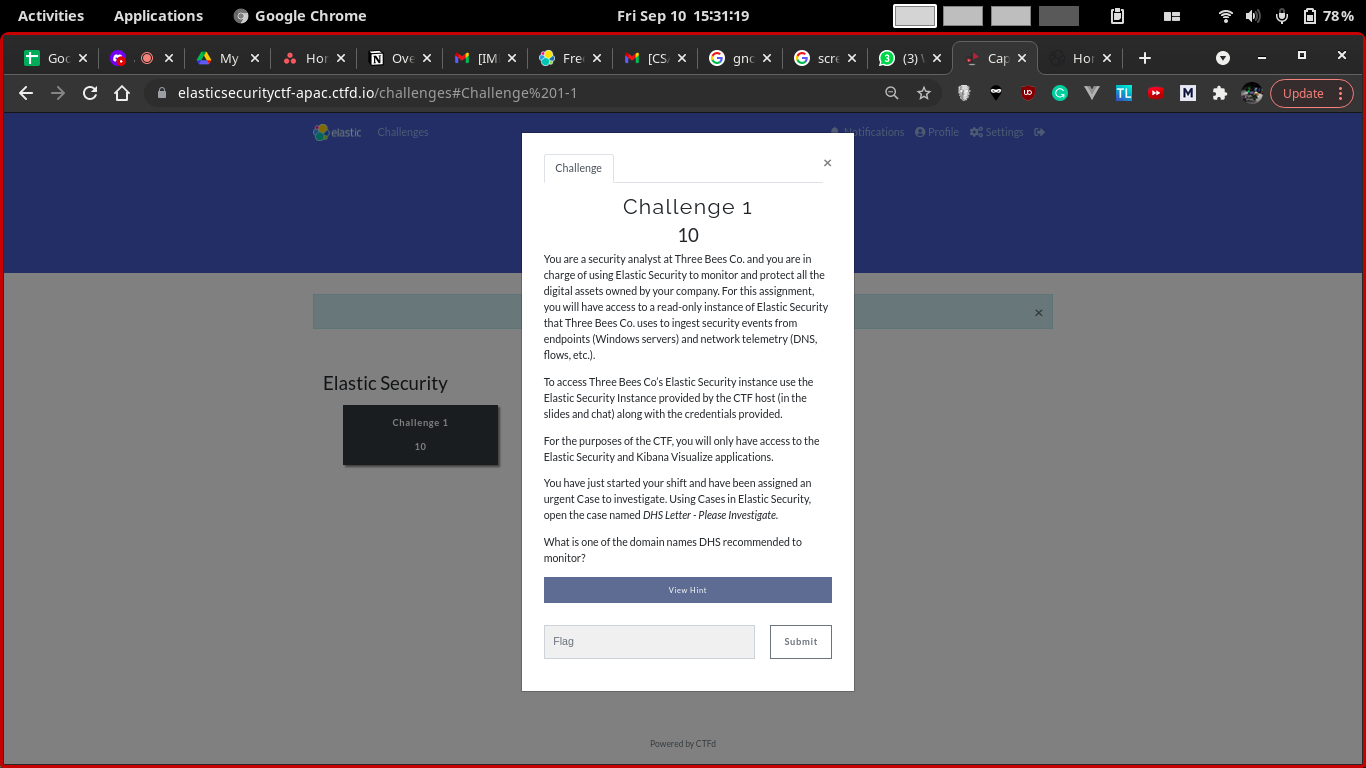 Activities Applications Google Chrome Fri Sep 10 15:31:19 78%
Goc My Hor Ove [IM Fre [CS/ gnc scre (3) Cap Hor
elasticsecurityctf-apac.ctfd.io/challenges#Challenge%201-1 Update
elastic Challenges Notifications Profile Settings
Challenge ×
Challenge 1
10
You are a security analyst at Three Bees Co. and you are in
charge of using Elastic Security to monitor and protect all the
digital assets owned by your company. For this assignment,
you will have access to a read-only instance of Elastic Security
that Three Bees Co. uses to ingest security events from
endpoints (Windows servers) and network telemetry (DNS,
flows, etc.).
To access Three Bees Co's Elastic Security instance use the
Elastic Security Instance provided by the CTF host (in the
slides and chat) along with the credentials provided.
For the purposes of the CTF, you will only have access to the
Elastic Security and Kibana Visualize applications.
You have just started your shift and have been assigned an
urgent Case to investigate. Using Cases in Elastic Security,
open the case named DHS Letter - Please Investigate.
What is one of the domain names DHS recommended to
monitor?
View Hint
Flag Submit
Elastic Security
Challenge 1
10
Powered by CTFd